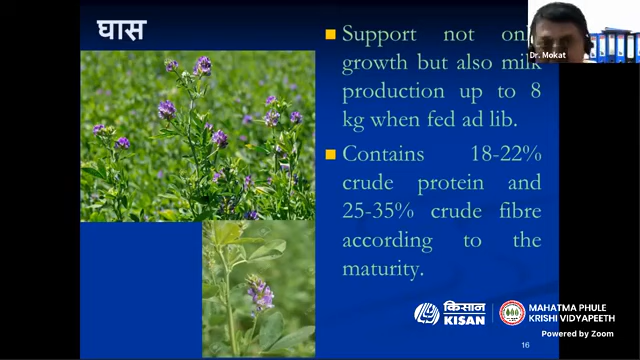 घास
Support not only
growth but also milk
production up to 8
kg when fed ad lib.
Contains 18-22%
crude protein and
25-35% crude fibre
according to the
maturity.
Dr. Mokat
किसान
KISAN
MAHATMA PHULE
KRISHI VIDYAPEETH
Powered by Zoom
16